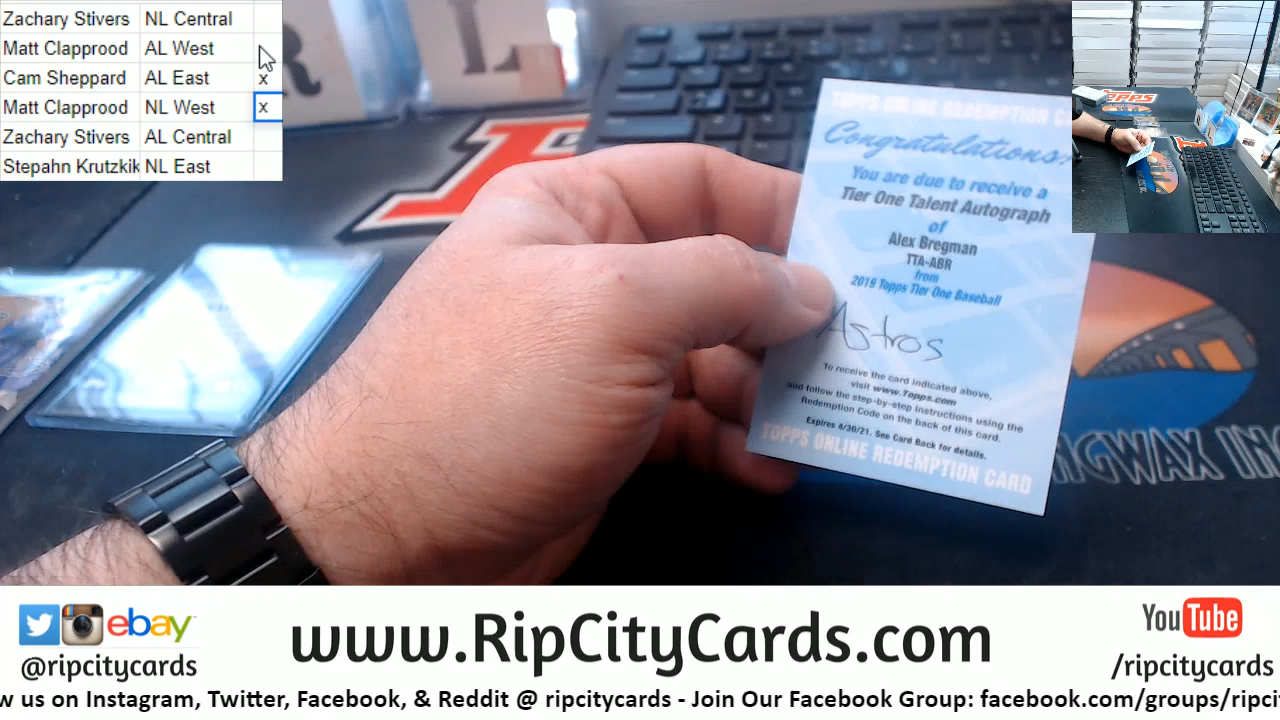 Zachary Stivers NL Central
Matt Clapprood AL West
Cam Sheppard AL East x
Matt Clapprood NL West x
Zachary Stivers AL Central
Stepahn Krutzkik NL East
ONLINE REDEMPTION
Congratulations!
You are due to receive a
Tier One Talent Autograph
of
Alex Bregman
TTA-ABR
from
2019 Topps Tier One Baseball
Astros
To receive the card indicated above,
visit www.Topps.com
and follow the step-by-step instructions using the
Redemption Code on the back of this card.
Expires 4/30/21. See Card Back for details.
TOPPS ONLINE REDEMPTION CARD
TOPPS
ebay
@ripcitycards
www.RipCityCards.com
YouTube
/ripcitycards
us on Instagram, Twitter, Facebook, & Reddit @ ripcitycards - Join Our Facebook Group: facebook.com/groups/ripci